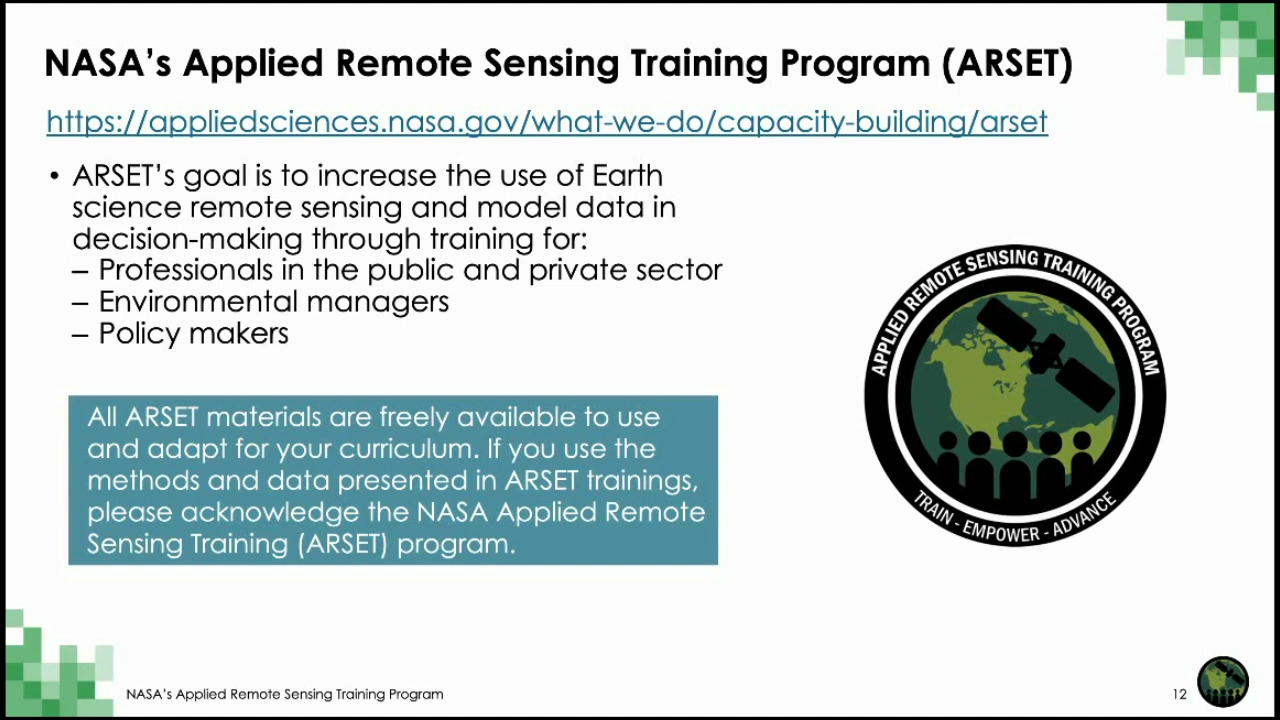 NASA’s Applied Remote Sensing Training Program (ARSET)
https://appliedsciences.nasa.gov/what-we-do/capacity-building/arset
• ARSET’s goal is to increase the use of Earth
science remote sensing and model data in
decision-making through training for:
– Professionals in the public and private sector
– Environmental managers
– Policy makers
All ARSET materials are freely available to use
and adapt for your curriculum. If you use the
methods and data presented in ARSET trainings,
please acknowledge the NASA Applied Remote
Sensing Training (ARSET) program.
APPLIED REMOTE SENSING TRAINING PROGRAM
TRAIN - EMPOWER - ADVANCE
NASA’s Applied Remote Sensing Training Program
12